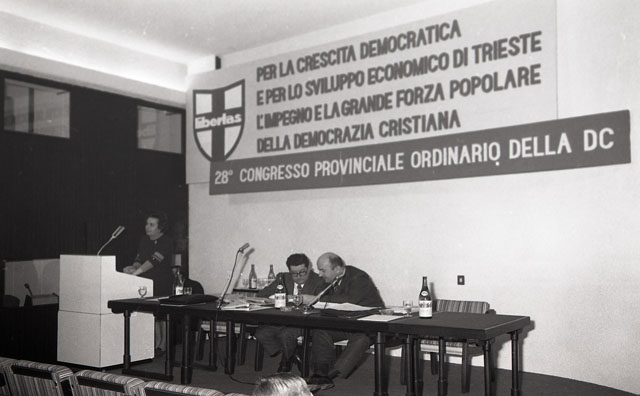 libertas
PER LA CRESCITA DEMOCRATICA
E PER LO SVILUPPO ECONOMICO DI TRIESTE
L'IMPEGNO E LA GRANDE FORZA POPOLARE
DELLA DEMOCRAZIA CRISTIANA
28° CONGRESSO PROVINCIALE ORDINARIO DELLA DC